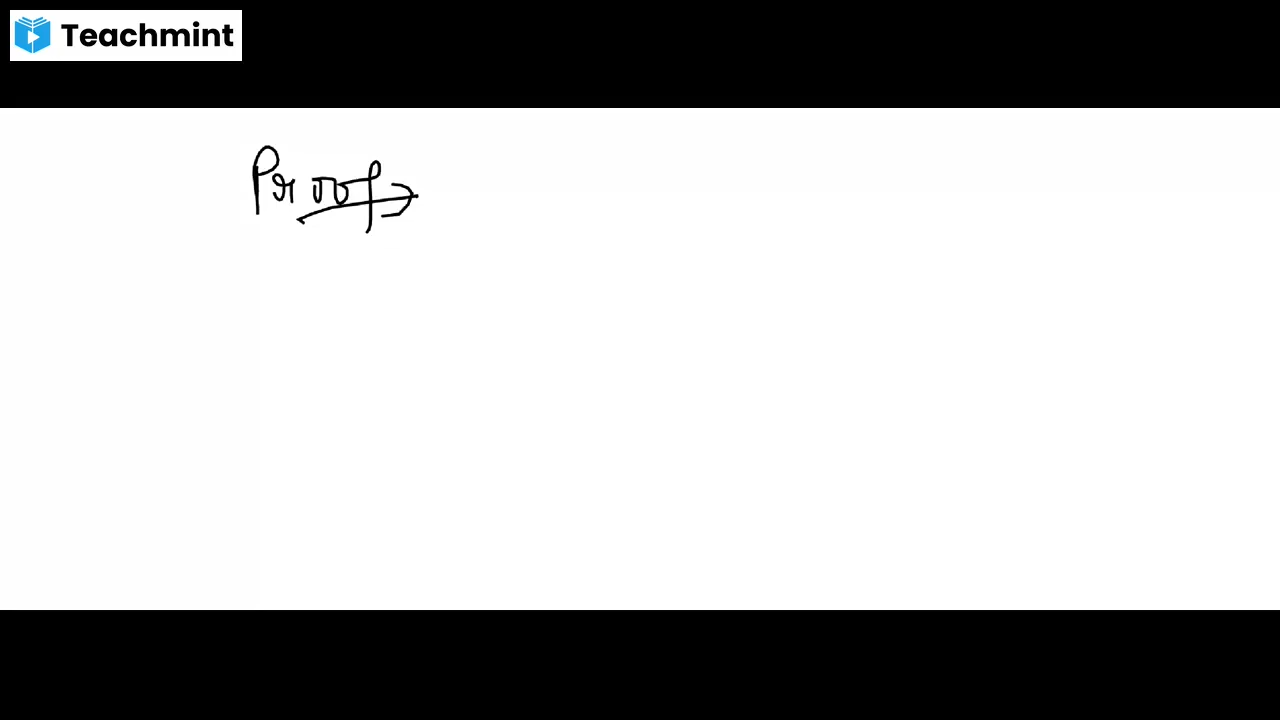 Teachmint
Proof →